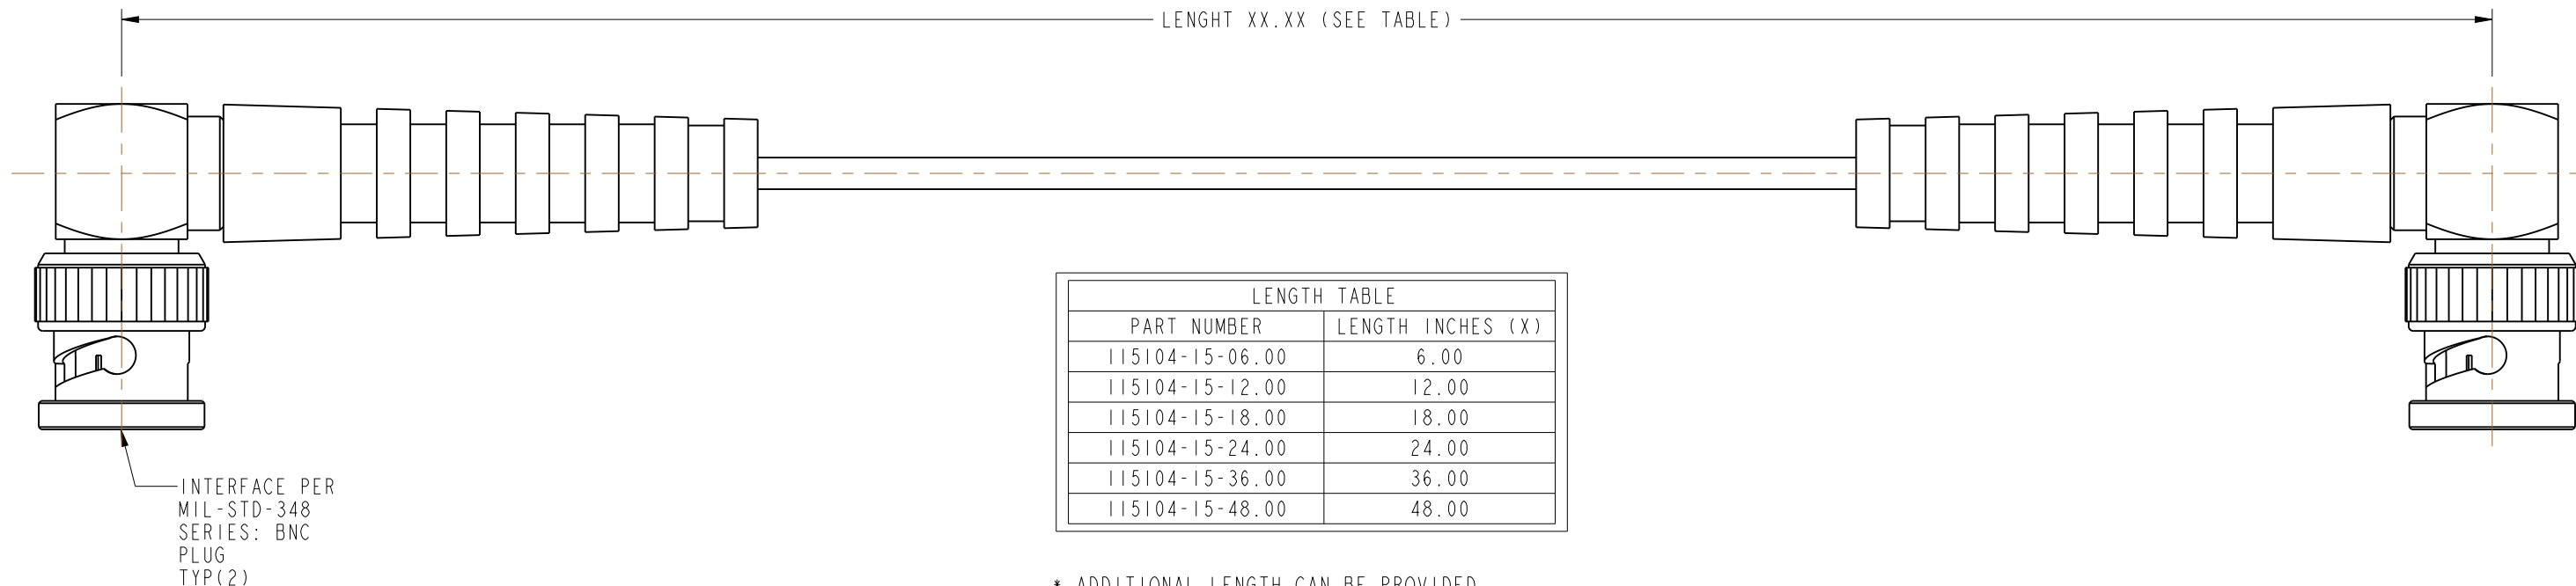 LENGHT XX.XX (SEE TABLE)
LENGTH TABLE
PART NUMBER LENGTH INCHES (X)
115104-15-06.00 6.00
115104-15-12.00 12.00
115104-15-18.00 18.00
115104-15-24.00 24.00
115104-15-36.00 36.00
115104-15-48.00 48.00
INTERFACE PER
MIL-STD-348
SERIES: BNC
PLUG
TYP(2)
* ADDITIONAL LENGTH CAN BE PROVIDED